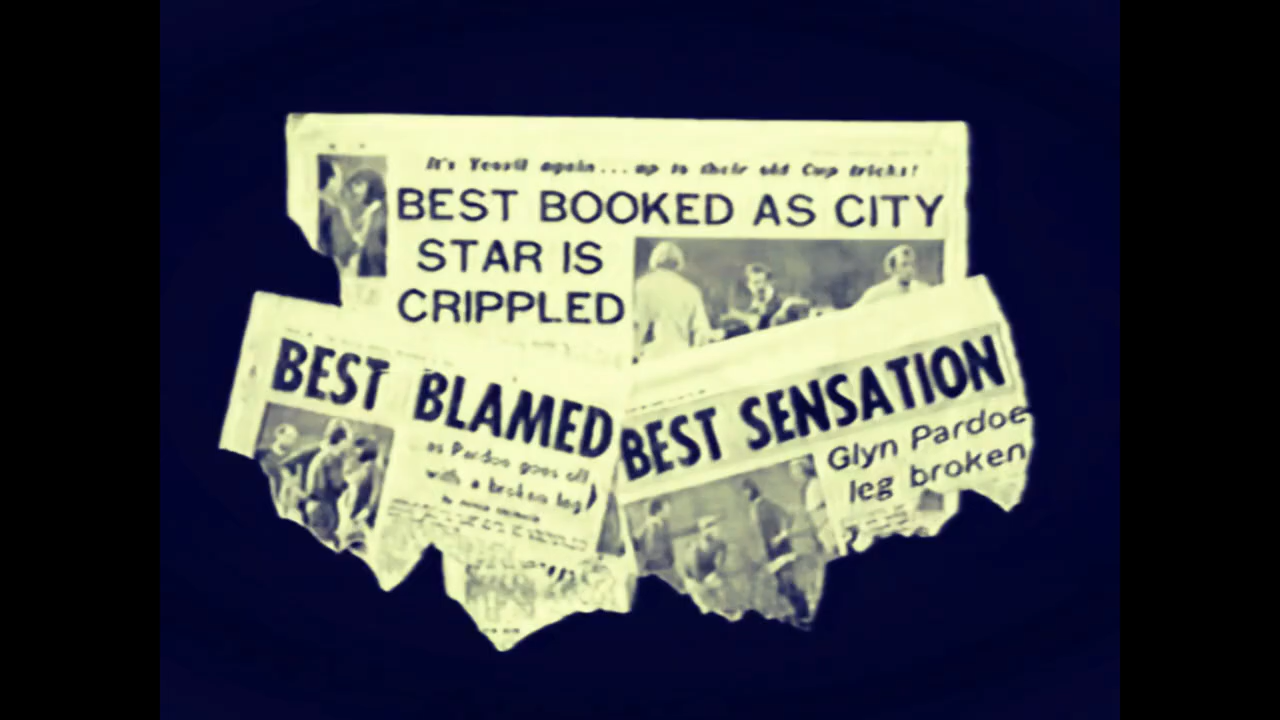 It's Yeovil again... up to their old Cup tricks!
BEST BOOKED AS CITY
STAR IS
CRIPPLED
BEST BLAMED
as Pardoe goes off
with a broken leg
BEST SENSATION
Glyn Pardoe
leg broken